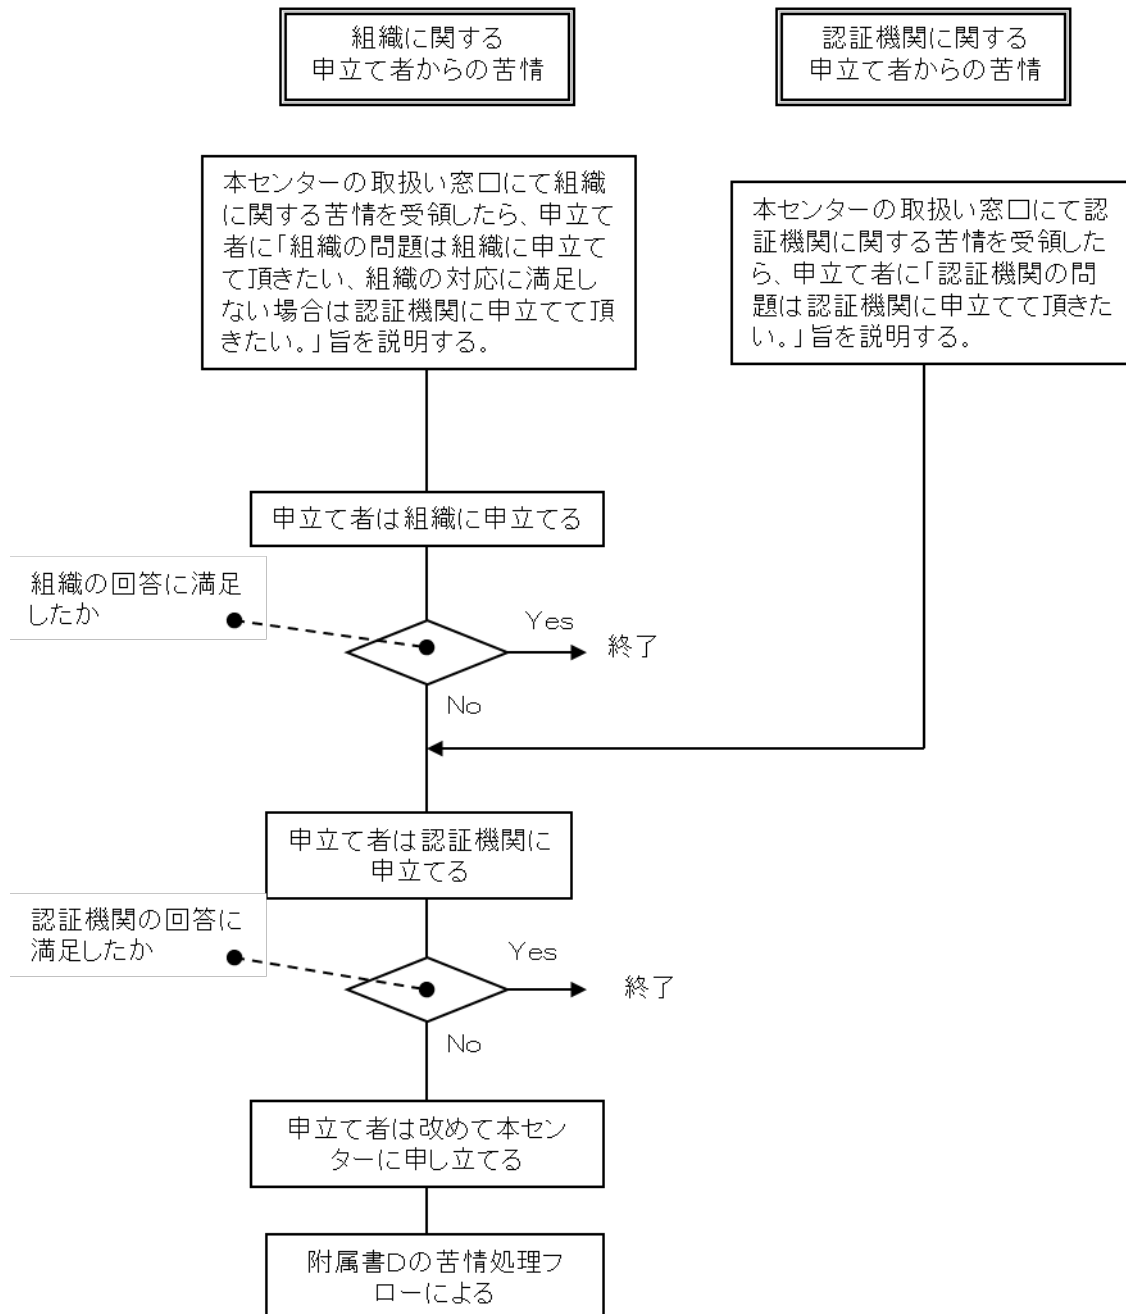 組織に関する
申立て者からの苦情
認証機関に関する
申立て者からの苦情
本センターの取扱い窓口にて組織
に関する苦情を受領したら、申立て
者に「組織の問題は組織に申立て
て頂きたい、組織の対応に満足し
ない場合は認証機関に申立てて頂
きたい。」旨を説明する。
本センターの取扱い窓口にて認
証機関に関する苦情を受領した
ら、申立て者に「認証機関の問
題は認証機関に申立てて頂きた
い。」旨を説明する。
申立て者は組織に申立てる
組織の回答に満足
したか
Yes
終了
No
申立て者は認証機関に
申立てる
認証機関の回答に
満足したか
Yes
終了
No
申立て者は改めて本セン
ターに申し立てる
附属書Dの苦情処理フ
ローによる